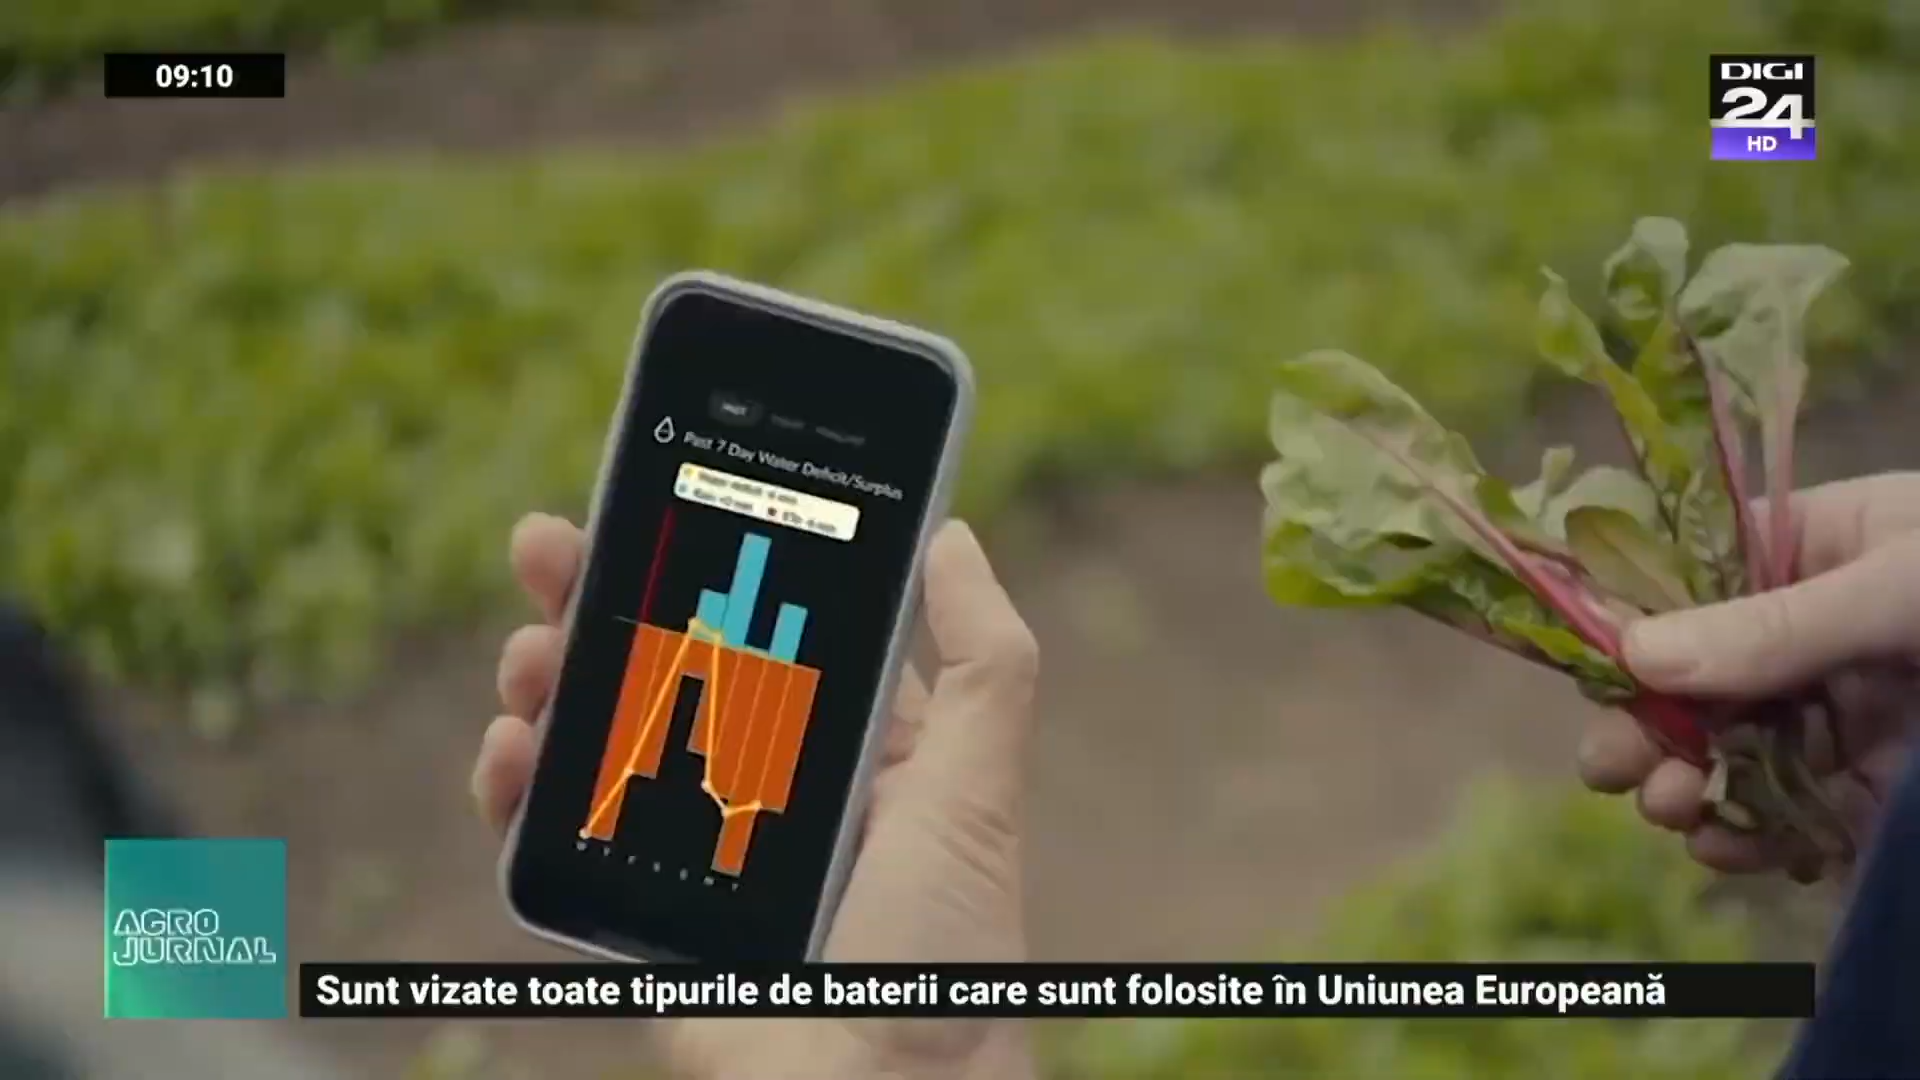 09:10
DIGI
24
HD
Past 7 Day Water Deficit/Surplus
AGRO
JURNAL
Sunt vizate toate tipurile de baterii care sunt folosite în Uniunea Europeană